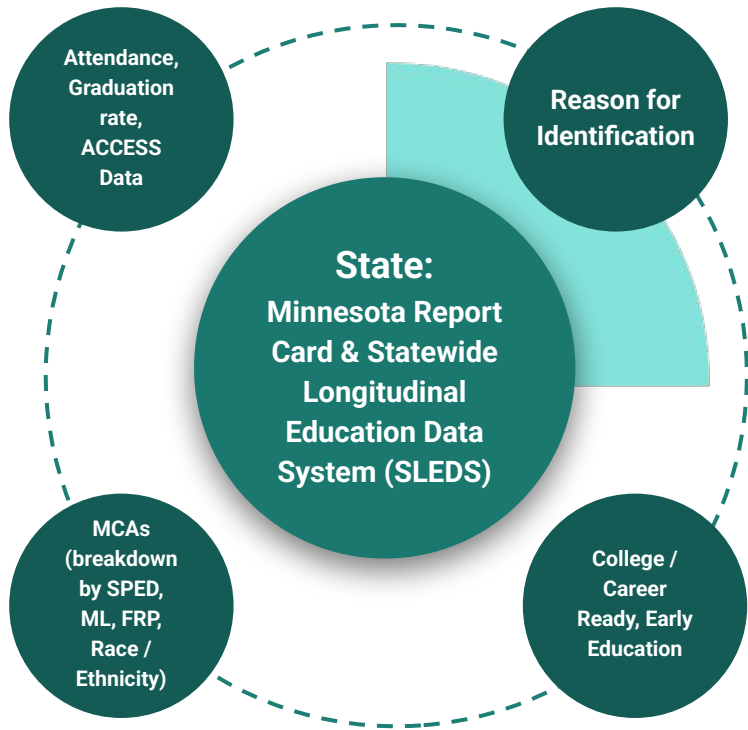 Attendance,
Graduation
rate,
ACCESS
Data
Reason for
Identification
State:
Minnesota Report
Card & Statewide
Longitudinal
Education Data
System (SLEDS)
MCAs
(breakdown
by SPED,
ML, FRP,
Race /
Ethnicity)
College /
Career
Ready, Early
Education